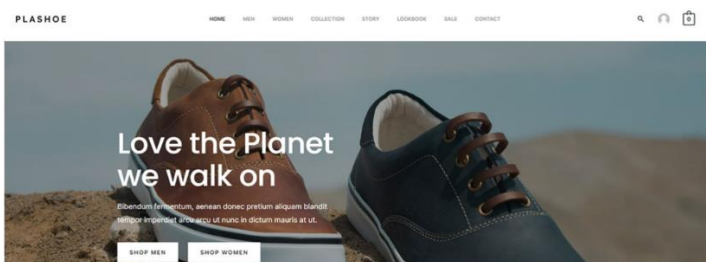 PLASHOE
HOME MEN WOMEN COLLECTION STORY LOOKBOOK SALE CONTACT
0
Love the Planet
we walk on
Bibendum fermentum, aenean donec pretium aliquam blandit
tempor imperdiet arcu arcu ut nunc in dictum mauris at ut.
SHOP MEN SHOP WOMEN